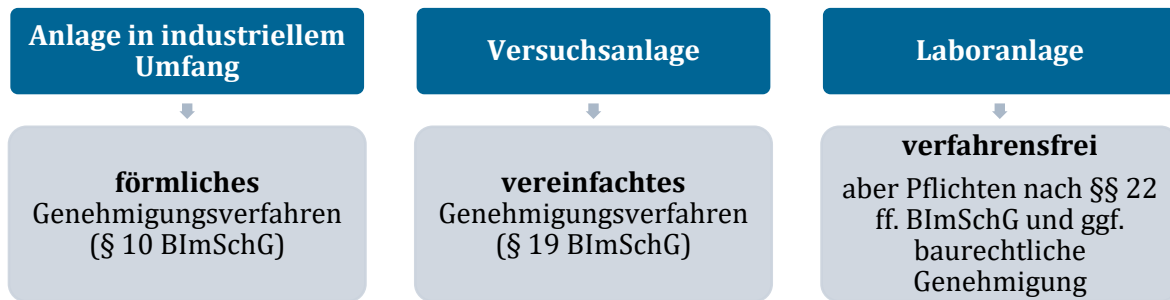 Anlage in industriellem
Umfang
förmliches
Genehmigungsverfahren
(§ 10 BImSchG)
Versuchsanlage
vereinfachtes
Genehmigungsverfahren
(§ 19 BImSchG)
Laboranlage
verfahrensfrei
aber Pflichten nach §§ 22
ff. BImSchG und ggf.
baurechtliche
Genehmigung